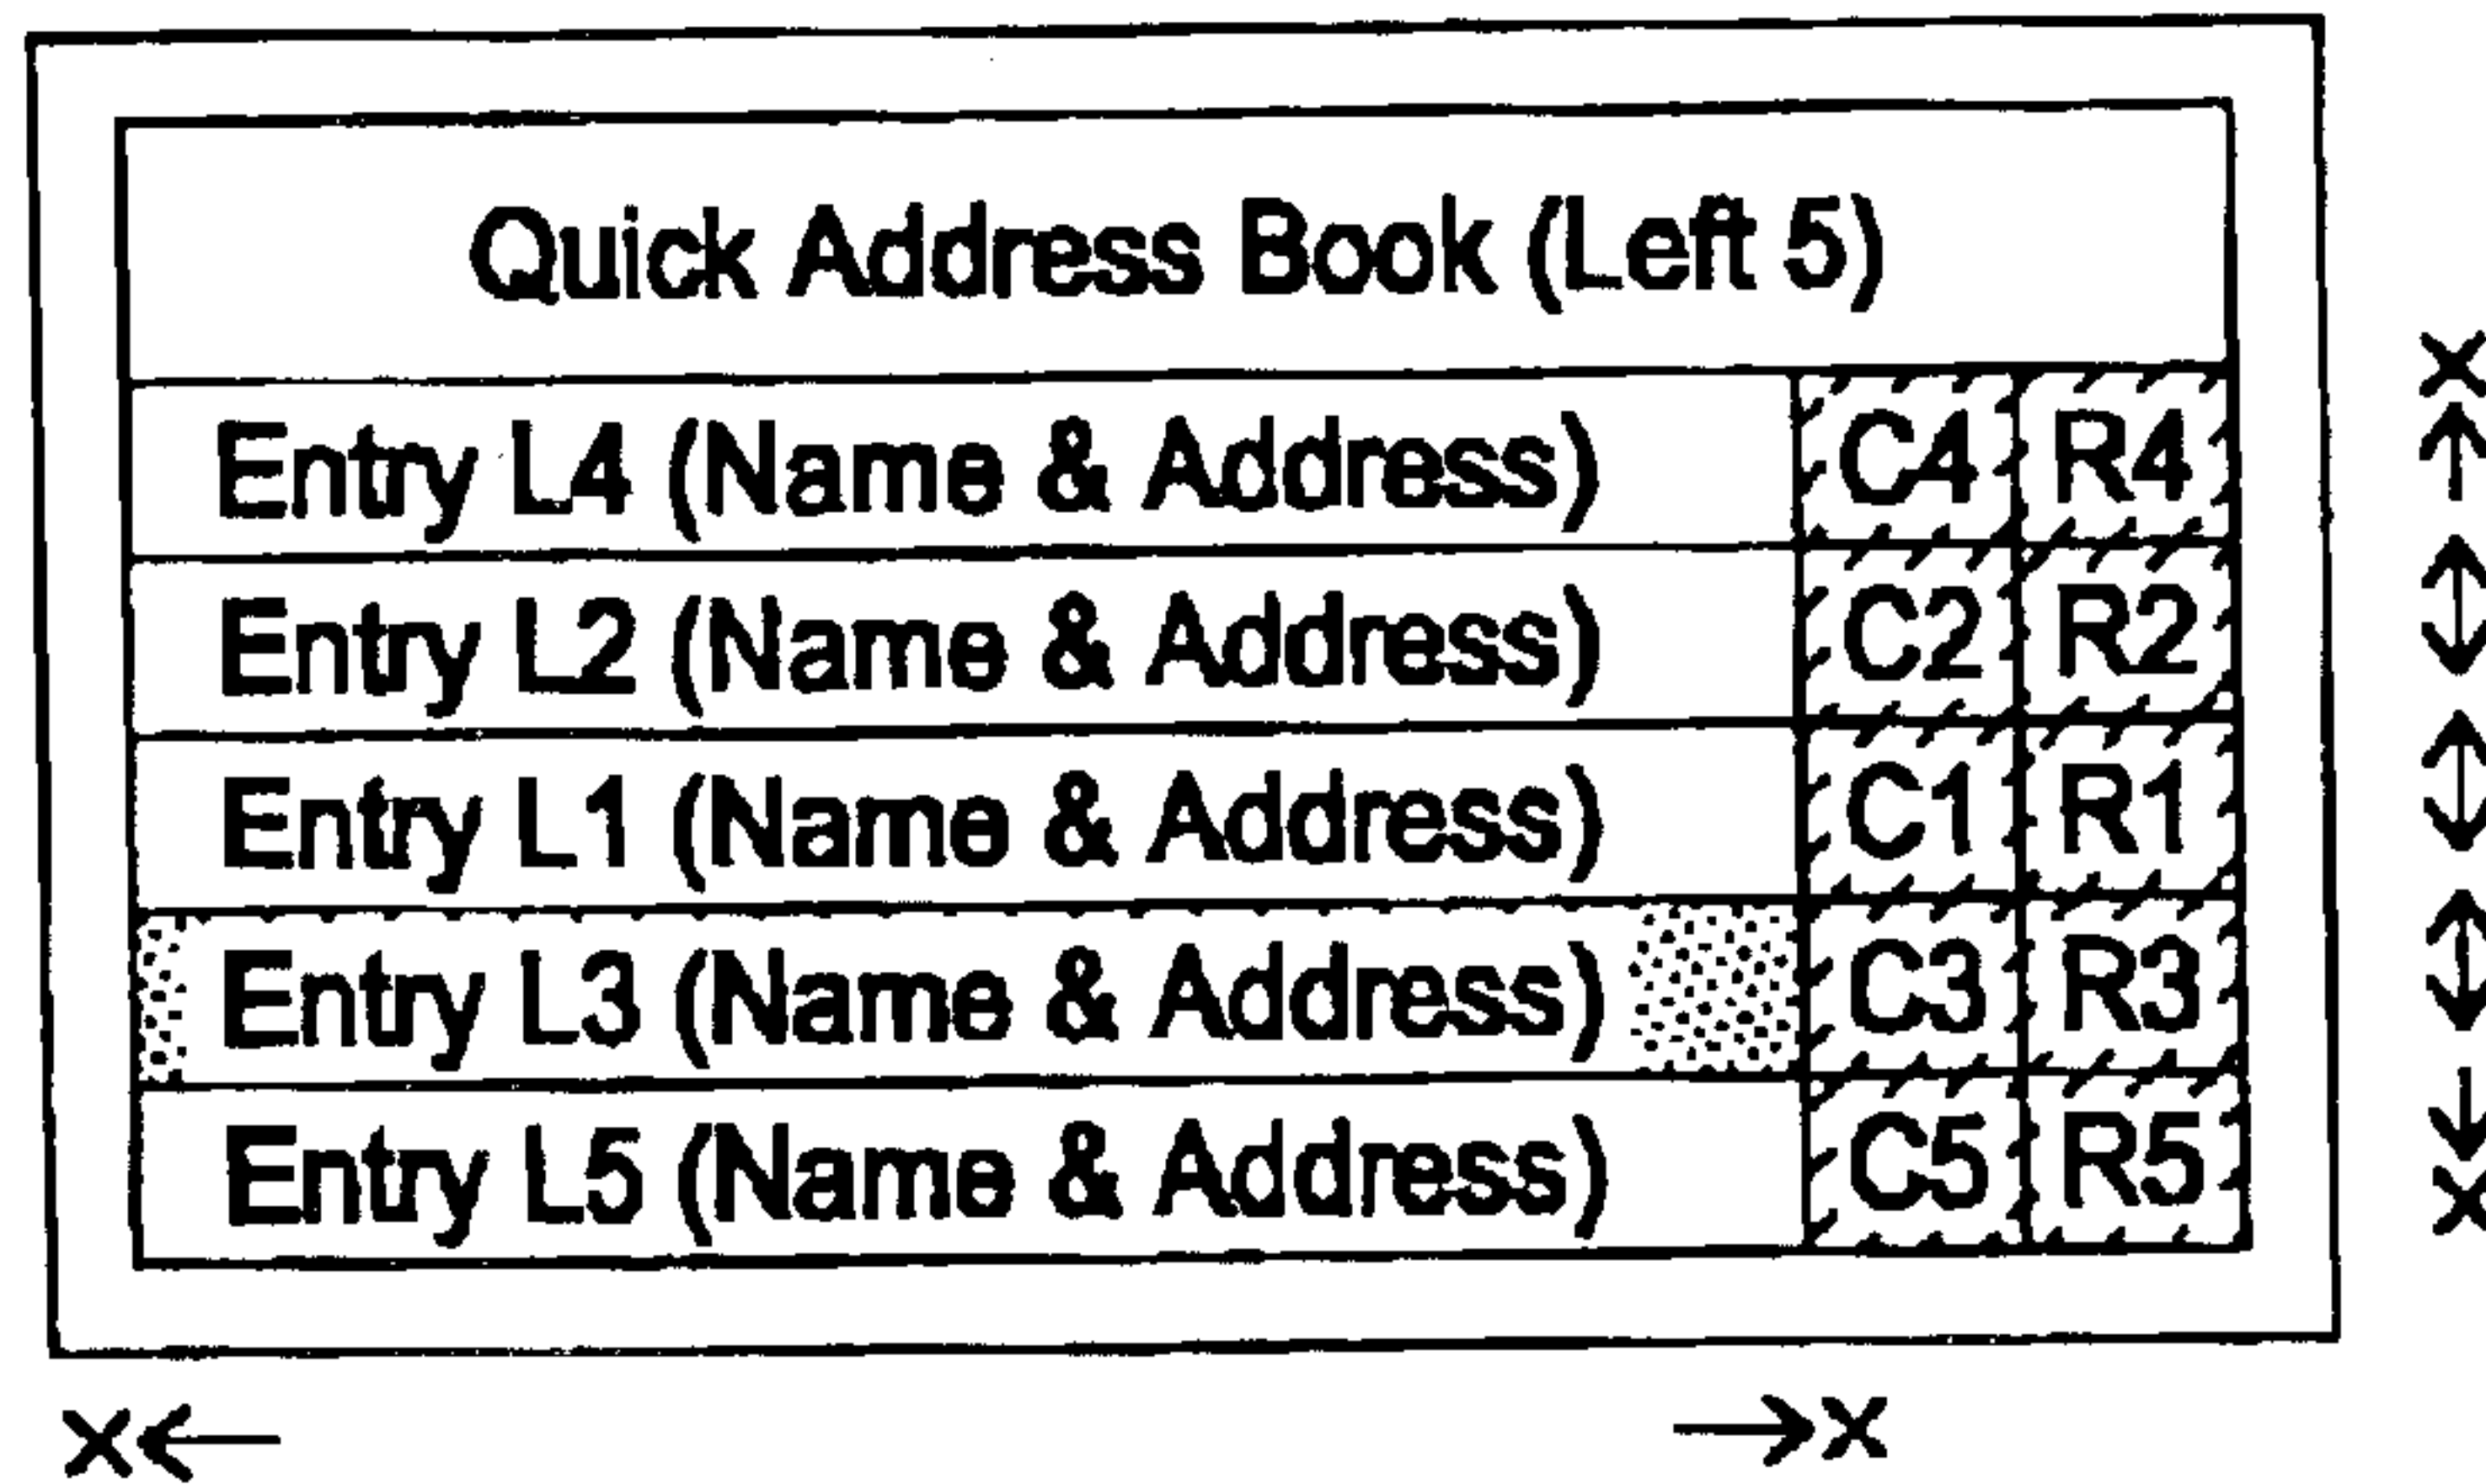 Quick Address Book (Left 5)
Entry L4 (Name & Address) C4 R4
Entry L2 (Name & Address) C2 R2
Entry L1 (Name & Address) C1 R1
Entry L3 (Name & Address) C3 R3
Entry L5 (Name & Address) C5 R5